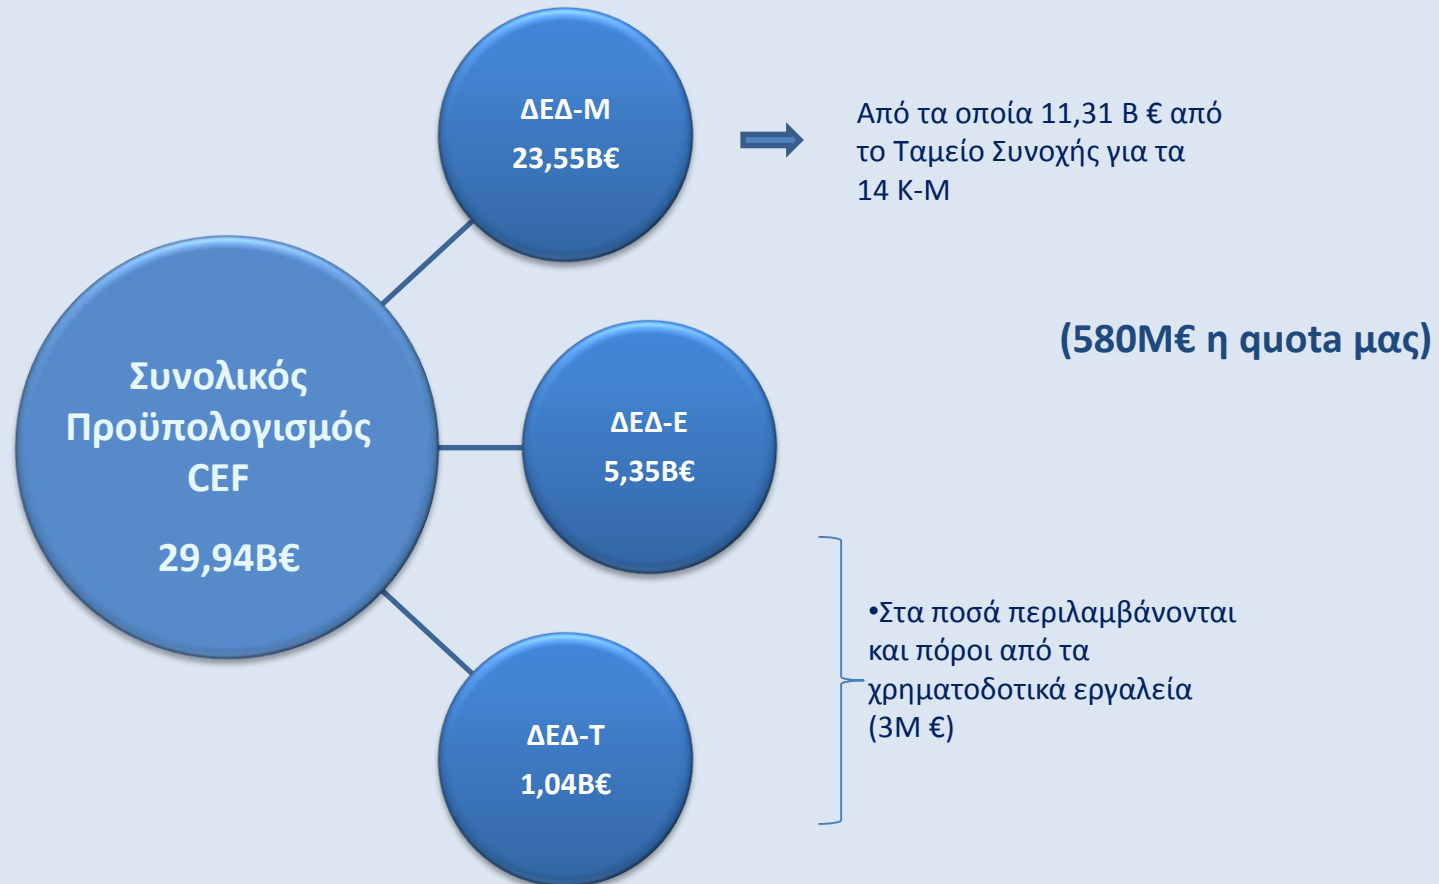 ΔΕΔ-Μ
23,55Β€
Από τα οποία 11,31 Β € από
το Ταμείο Συνοχής για τα
14 Κ-Μ
(580Μ€ η quota μας)
Συνολικός
Προϋπολογισμός
CEF
29,94Β€
ΔΕΔ-Ε
5,35Β€
•Στα ποσά περιλαμβάνονται
και πόροι από τα
χρηματοδοτικά εργαλεία
(3Μ €)
ΔΕΔ-Τ
1,04Β€